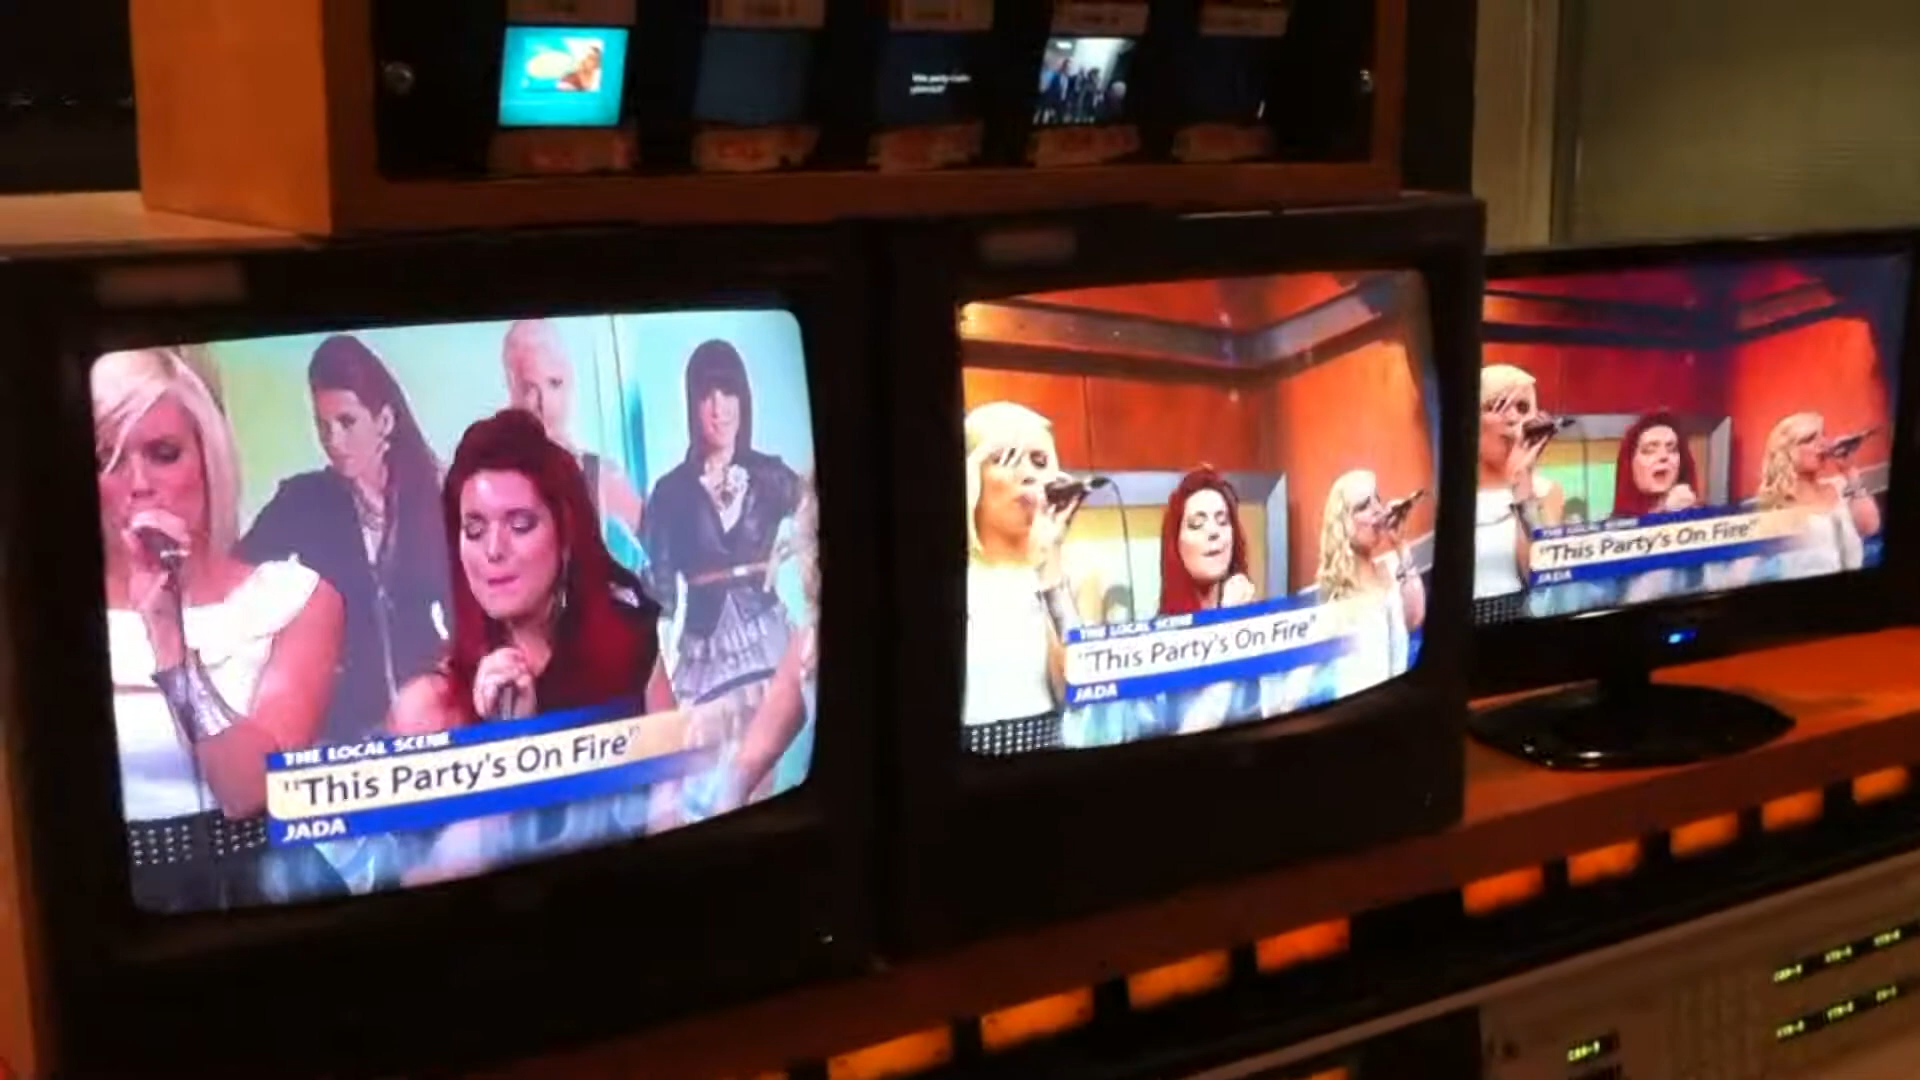 THE LOCAL SCENE
"This Party's On Fire"
JADA
THE LOCAL SCENE
"This Party's On Fire"
JADA
THE LOCAL SCENE
"This Party's On Fire"
JADA